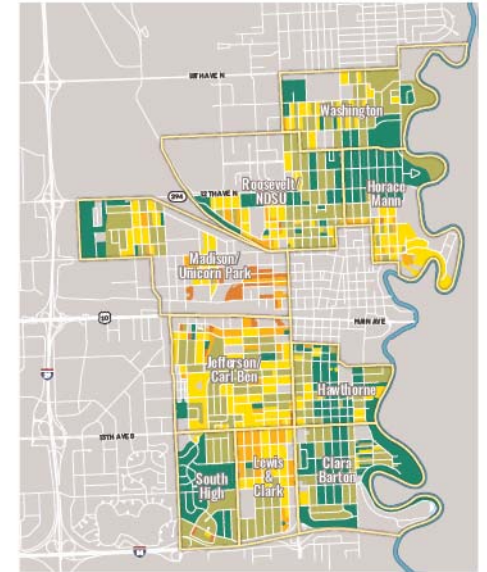 19TH AVE N
Washington
Roosevelt/
NDSU
Horace
Mann
12TH AVE N
294
Madison/
Unicorn Park
10
MAIN AVE
Jefferson/
Carl Ben
Hawthorne
13TH AVE S
South
High
Lewis
&
Clark
Clara
Barton
94